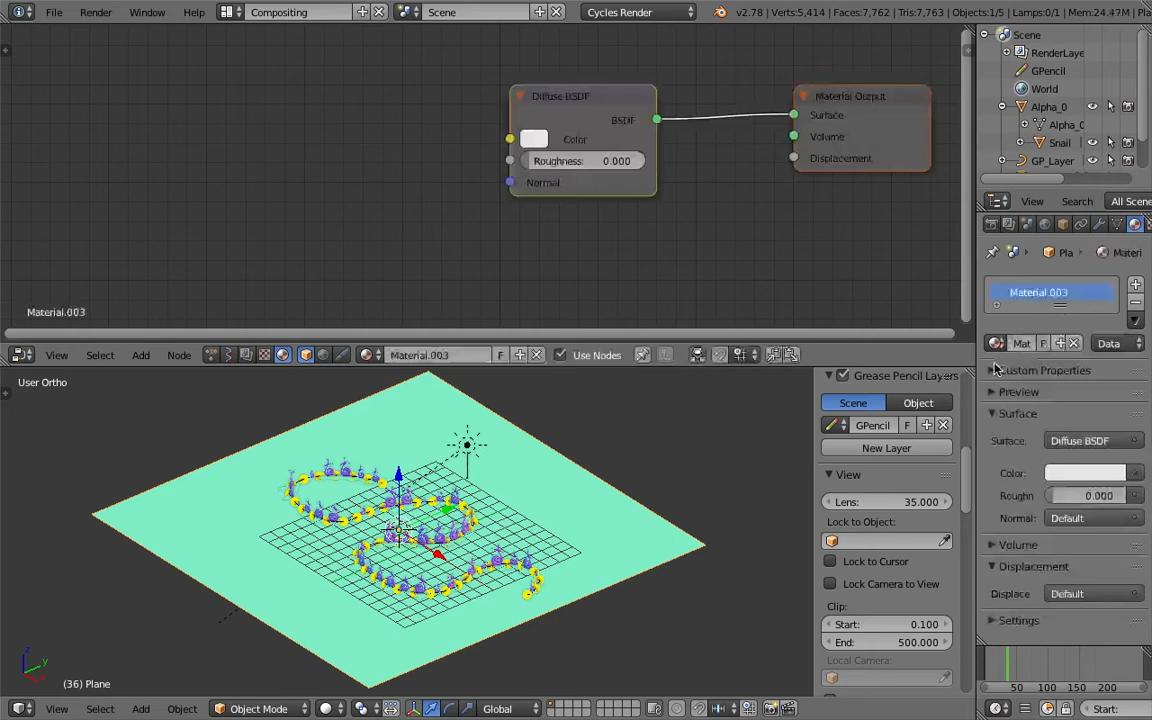 File Render Window Help Compositing Scene Cycles Render v2.78 | Verts:5,414 | Faces:7,762 | Tris:7,763 | Objects:1/5 | Lamps:0/1 | Mem:24.47M | Pla
Diffuse BSDF
BSDF
Color
Roughness: 0.000
Normal
Material Output
Surface
Volume
Displacement
Material.003
View Select Add Node Material.003 F Use Nodes
User Ortho
(36) Plane
View Select Add Object Object Mode Global
Grease Pencil Layers
Scene Object
GPencil F
New Layer
View
Lens: 35.000
Lock to Object:
Lock to Cursor
Lock Camera to View
Clip:
Start: 0.100
End: 500.000
Local Camera:
Scene
RenderLaye
GPencil
World
Alpha_0
Alpha_0
Snail
GP_Layer
View Search All Scene
Pla Materi
Material.003
Mat F Data
Custom Properties
Preview
Surface
Surface: Diffuse BSDF
Color:
Roughn 0.000
Normal: Default
Volume
Displacement
Displace Default
Settings
50 100 150 200
Start: